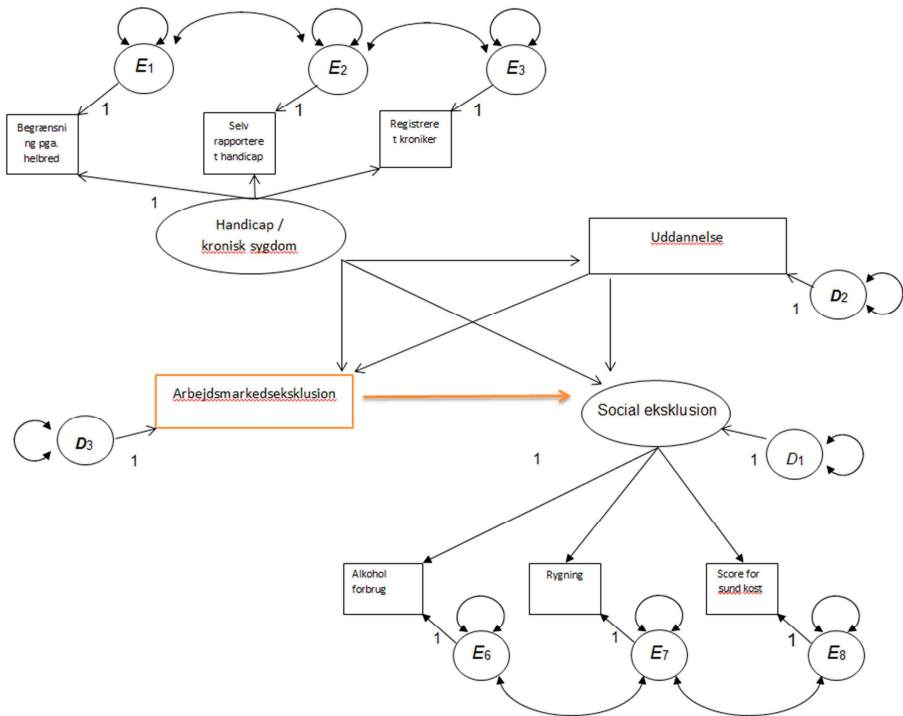 E1
E2
E3
1
1
1
Begrænsni
ng pga.
helbred
Selv
rapportere
t handicap
Registrere
t kroniker
1
Handicap /
kronisk sygdom
Uddannelse
D2
1
Arbejdsmarkedseksklusion
Social eksklusion
D3
1
1
1
D1
Alkohol
forbrug
Rygning
Score for
sund kost
1
1
1
E6
E7
E8